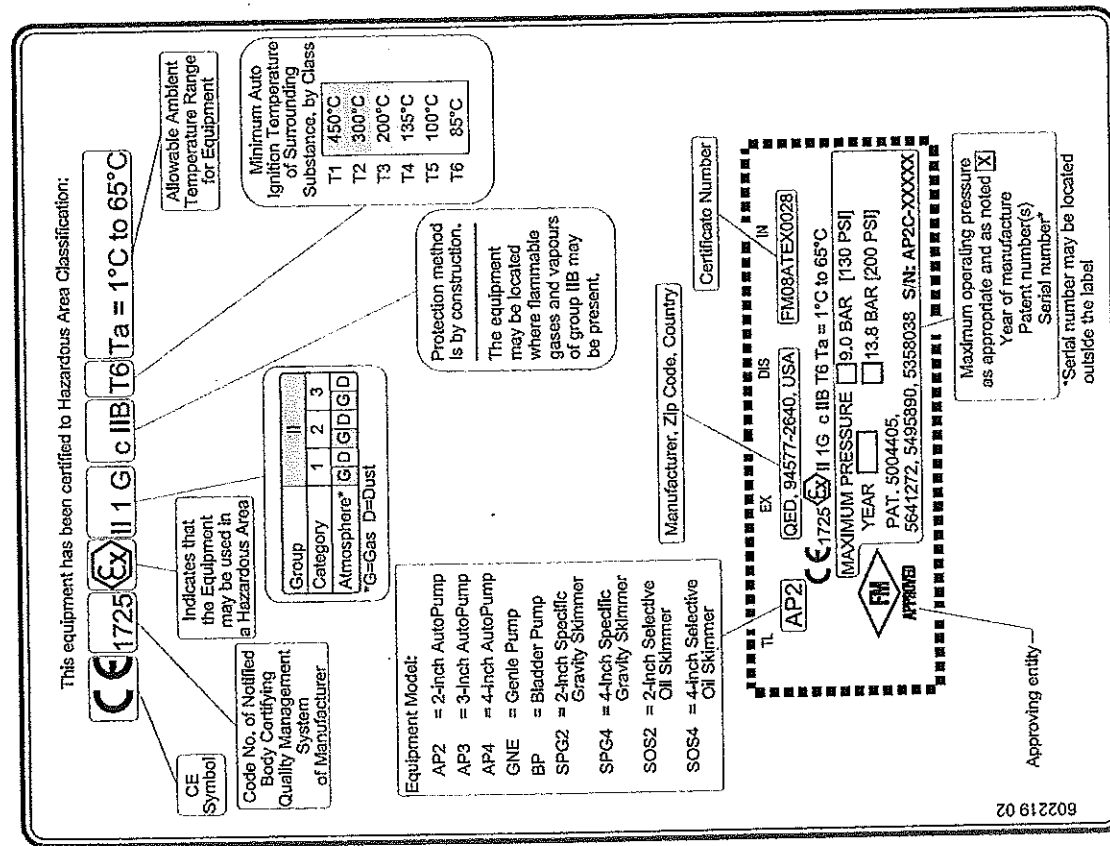 This equipment has been certified to Hazardous Area Classification:
CE 1725 Ex II 1 G c IIB T6 Ta = 1°C to 65°C
CE
Symbol
Code No. of Notified
Body Certifying
Quality Management
System
of Manufacturer
Indicates that
the Equipment
may be used in
a Hazardous Area
Group II
Category 1 2 3
Atmosphere* G D G D G D
*G=Gas D=Dust
Protection method
is by construction.
The equipment
may be located
where flammable
gases and vapours
of group IIB may
be present.
Minimum Auto
Ignition Temperature
of Surrounding
Substance, by Class
T1 450°C
T2 300°C
T3 200°C
T4 135°C
T5 100°C
T6 85°C
Allowable Ambient
Temperature Range
for Equipment
Equipment Model:
AP2 = 2-Inch AutoPump
AP3 = 3-Inch AutoPump
AP4 = 4-Inch AutoPump
GNE = Genie Pump
BP = Bladder Pump
SPG2 = 2-Inch Specific
Gravity Skimmer
SPG4 = 4-Inch Specific
Gravity Skimmer
SOS2 = 2-Inch Selective
Oil Skimmer
SOS4 = 4-Inch Selective
Oil Skimmer
Manufacturer, Zip Code, Country
Certificate Number
TL EX DIS IN
AP2 QED, 94577-2640, USA FM08ATEX0028
CE 1725 Ex II 1G c IIB T6 Ta = 1°C to 65°C
MAXIMUM PRESSURE 9.0 BAR [130 PSI]
YEAR 13.8 BAR [200 PSI]
PAT. 5004405,
5641272, 5495890, 5358038 S/N: AP2C-XXXXX
FM
APPROVED
Approving entity
Maximum operating pressure
as appropriate and as noted X
Year of manufacture
Patent number(s)
Serial number*
*Serial number may be located
outside the label
602219 02